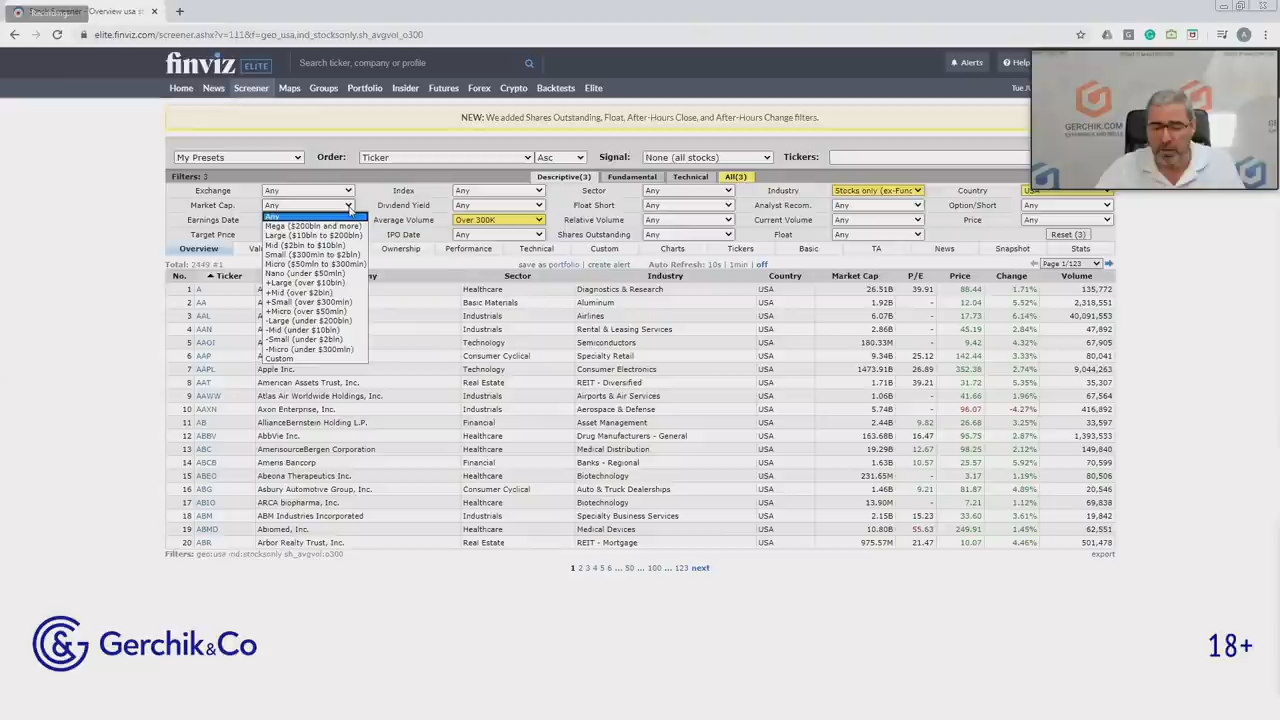 Recording...
Stock Screener - Overview usa st
elite.finviz.com/screener.ashx?v=111&f=geo_usa,ind_stocksonly,sh_avgvol_o300
finviz ELITE Search ticker, company or profile Alerts Help
Home News Screener Maps Groups Portfolio Insider Futures Forex Crypto Backtests Elite Tue
NEW: We added Shares Outstanding, Float, After-Hours Close, and After-Hours Change filters.
GERCHIK.COM
My Presets Order: Ticker Asc Signal: None (all stocks) Tickers:
Filters: 3 Descriptive(3) Fundamental Technical All(3)
Exchange Any Index Any Sector Any Industry Stocks only (ex-Func Country USA
Market Cap. Any Dividend Yield Any Float Short Any Analyst Recom. Any Option/Short Any
Earnings Date Average Volume Over 300K Relative Volume Any Current Volume Any Price Any
Target Price IPO Date Any Shares Outstanding Any Float Any Reset (3)
Any
Mega ($200bln and more)
Large ($10bln to $200bln)
Mid ($2bln to $10bln)
Small ($300mln to $2bln)
Micro ($50mln to $300mln)
Nano (under $50mln)
+Large (over $10bln)
+Mid (over $2bln)
+Small (over $300mln)
+Micro (over $50mln)
-Large (under $200bln)
-Mid (under $10bln)
-Small (under $2bln)
-Micro (under $300mln)
Custom
Overview Ownership Performance Technical Custom Charts Tickers Basic TA News Snapshot Stats
Total: 2449 #1 save as portfolio | create alert Auto Refresh: 10s | 1min | off Page 1/123
No. Ticker Sector Industry Country Market Cap P/E Price Change Volume
1 A Healthcare Diagnostics & Research USA 26.51B 39.91 88.44 1.71% 135,772
2 AA Basic Materials Aluminum USA 1.92B - 12.04 5.52% 2,318,551
3 AAL Industrials Airlines USA 7.60B - 17.73 6.14% 40,091,553
4 AAN Industrials Rental & Leasing Services USA 2.86B - 45.19 2.84% 47,892
5 AAOI Technology Semiconductors USA 180.33M - 9.42 4.32% 67,905
6 AAP Consumer Cyclical Specialty Retail USA 9.34B 25.12 142.44 3.33% 80,041
7 AAPL Apple Inc. Technology Consumer Electronics USA 1473.91B 26.89 352.38 2.74% 9,044,263
8 AAT American Assets Trust, Inc. Real Estate REIT - Diversified USA 1.71B 39.21 31.72 5.35% 35,307
9 AAWW Atlas Air Worldwide Holdings, Inc. Industrials Airports & Air Services USA 1.06B - 41.66 1.96% 67,564
10 AAXN Axon Enterprise, Inc. Industrials Aerospace & Defense USA 5.74B - 96.07 -4.27% 416,892
11 AB AllianceBernstein Holding L.P. Financial Asset Management USA 2.44B 9.82 26.68 3.25% 33,597
12 ABBV AbbVie Inc. Healthcare Drug Manufacturers - General USA 163.68B 16.47 95.75 2.87% 1,393,533
13 ABC AmerisourceBergen Corporation Healthcare Medical Distribution USA 19.29B 12.67 98.25 2.12% 149,840
14 ABCB Ameris Bancorp Financial Banks - Regional USA 1.63B 10.57 25.57 5.92% 70,599
15 ABEO Abeona Therapeutics, Inc. Healthcare Biotechnology USA 231.65M - 3.17 1.19% 80,506
16 ABG Asbury Automotive Group, Inc. Consumer Cyclical Auto & Truck Dealerships USA 1.46B 9.21 81.87 4.89% 20,546
17 ABIO ARCA biopharma, Inc. Healthcare Biotechnology USA 13.90M - 7.21 1.12% 69,838
18 ABM ABM Industries Incorporated Industrials Specialty Business Services USA 2.15B 15.23 33.60 3.61% 19,842
19 ABMD Abiomed, Inc. Healthcare Medical Devices USA 10.80B 55.63 249.91 1.45% 62,551
20 ABR Arbor Realty Trust, Inc. Real Estate REIT - Mortgage USA 975.57M 21.47 10.07 4.46% 501,478
Filters: geo:usa ind:stocksonly sh_avgvol:o300 export
1 2 3 4 5 6 ... 50 ... 100 ... 123 next
Gerchik&Co
18+